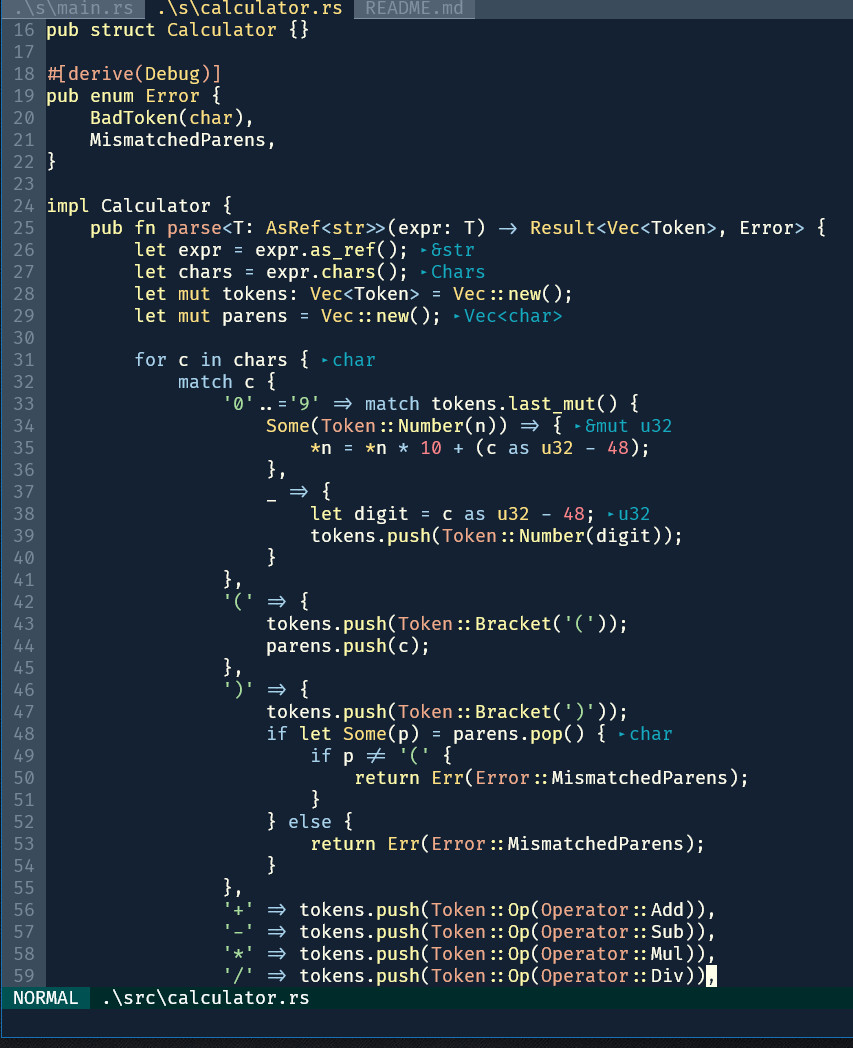 .\s\main.rs .\s\calculator.rs README.md
16 pub struct Calculator {}
17
18 #[derive(Debug)]
19 pub enum Error {
20     BadToken(char),
21     MismatchedParens,
22 }
23
24 impl Calculator {
25     pub fn parse<T: AsRef<str>>(expr: T) -> Result<Vec<Token>, Error> {
26         let expr = expr.as_ref(); ‣&str
27         let chars = expr.chars(); ‣Chars
28         let mut tokens: Vec<Token> = Vec::new();
29         let mut parens = Vec::new(); ‣Vec<char>
30
31         for c in chars { ‣char
32             match c {
33                 '0'..='9' => match tokens.last_mut() {
34                     Some(Token::Number(n)) => { ‣&mut u32
35                         *n = *n * 10 + (c as u32 - 48);
36                     },
37                     _ => {
38                         let digit = c as u32 - 48; ‣u32
39                         tokens.push(Token::Number(digit));
40                     }
41                 },
42                 '(' => {
43                     tokens.push(Token::Bracket('('));
44                     parens.push(c);
45                 },
46                 ')' => {
47                     tokens.push(Token::Bracket(')'));
48                     if let Some(p) = parens.pop() { ‣char
49                         if p != '(' {
50                             return Err(Error::MismatchedParens);
51                         }
52                     } else {
53                         return Err(Error::MismatchedParens);
54                     }
55                 },
56                 '+' => tokens.push(Token::Op(Operator::Add)),
57                 '-' => tokens.push(Token::Op(Operator::Sub)),
58                 '*' => tokens.push(Token::Op(Operator::Mul)),
59                 '/' => tokens.push(Token::Op(Operator::Div)),
NORMAL .\src\calculator.rs